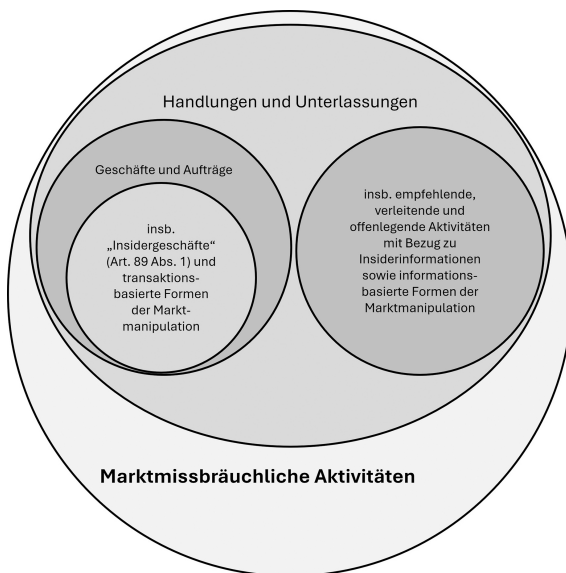 Handlungen und Unterlassungen
Geschäfte und Aufträge
insb.
„Insidergeschäfte“
(Art. 89 Abs. 1) und
transaktions-
basierte Formen
der Markt-
manipulation
insb. empfehlende,
verleitende und
offenlegende Aktivitäten
mit Bezug zu
Insiderinformationen
sowie informations-
basierte Formen der
Marktmanipulation
Marktmissbräuchliche Aktivitäten